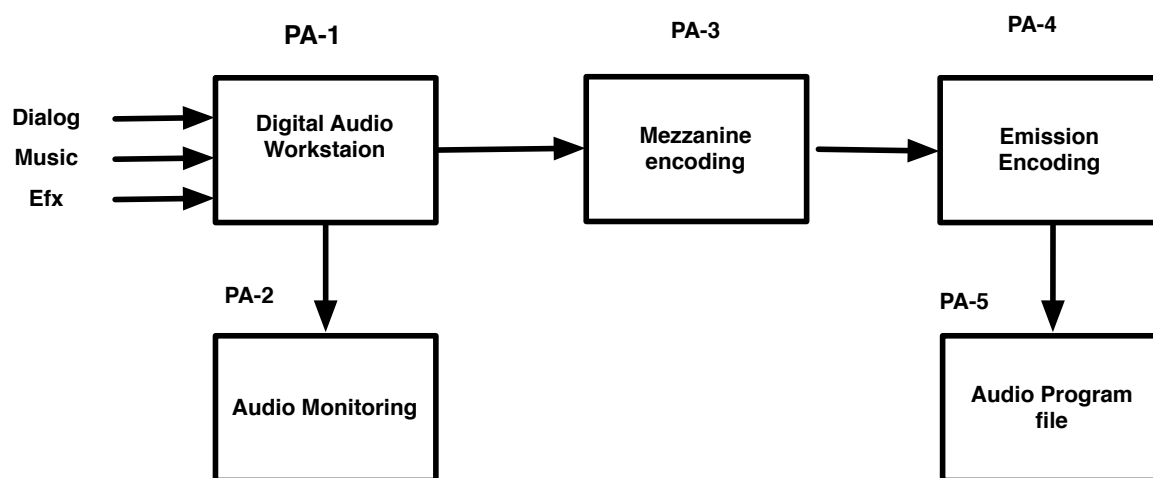 PA-1
PA-3
PA-4
Dialog
Music
Efx
Digital Audio
Workstaion
Mezzanine
encoding
Emission
Encoding
PA-2
PA-5
Audio Monitoring
Audio Program
file